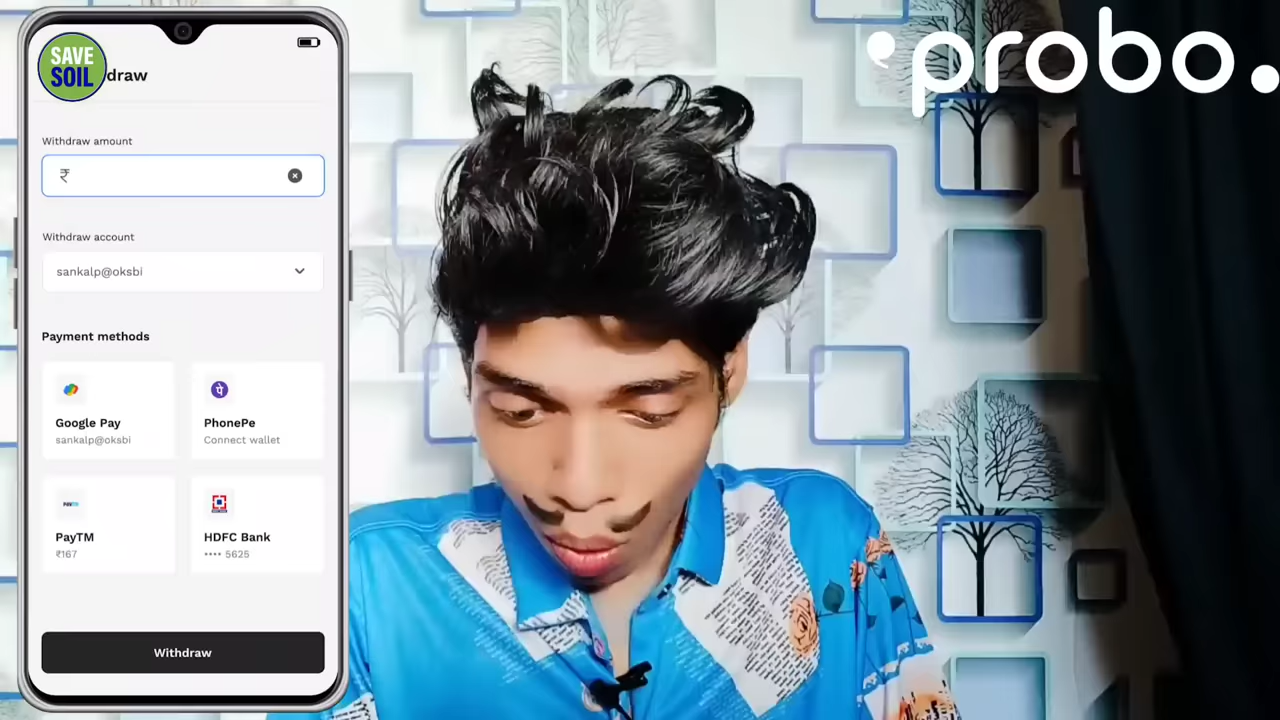 SAVE
SOIL
draw
Withdraw amount
₹
Withdraw account
sankalp@oksbi
Payment methods
Google Pay
sankalp@oksbi
PhonePe
Connect wallet
PayTM
₹167
HDFC Bank
•••• 5625
Withdraw
probo.